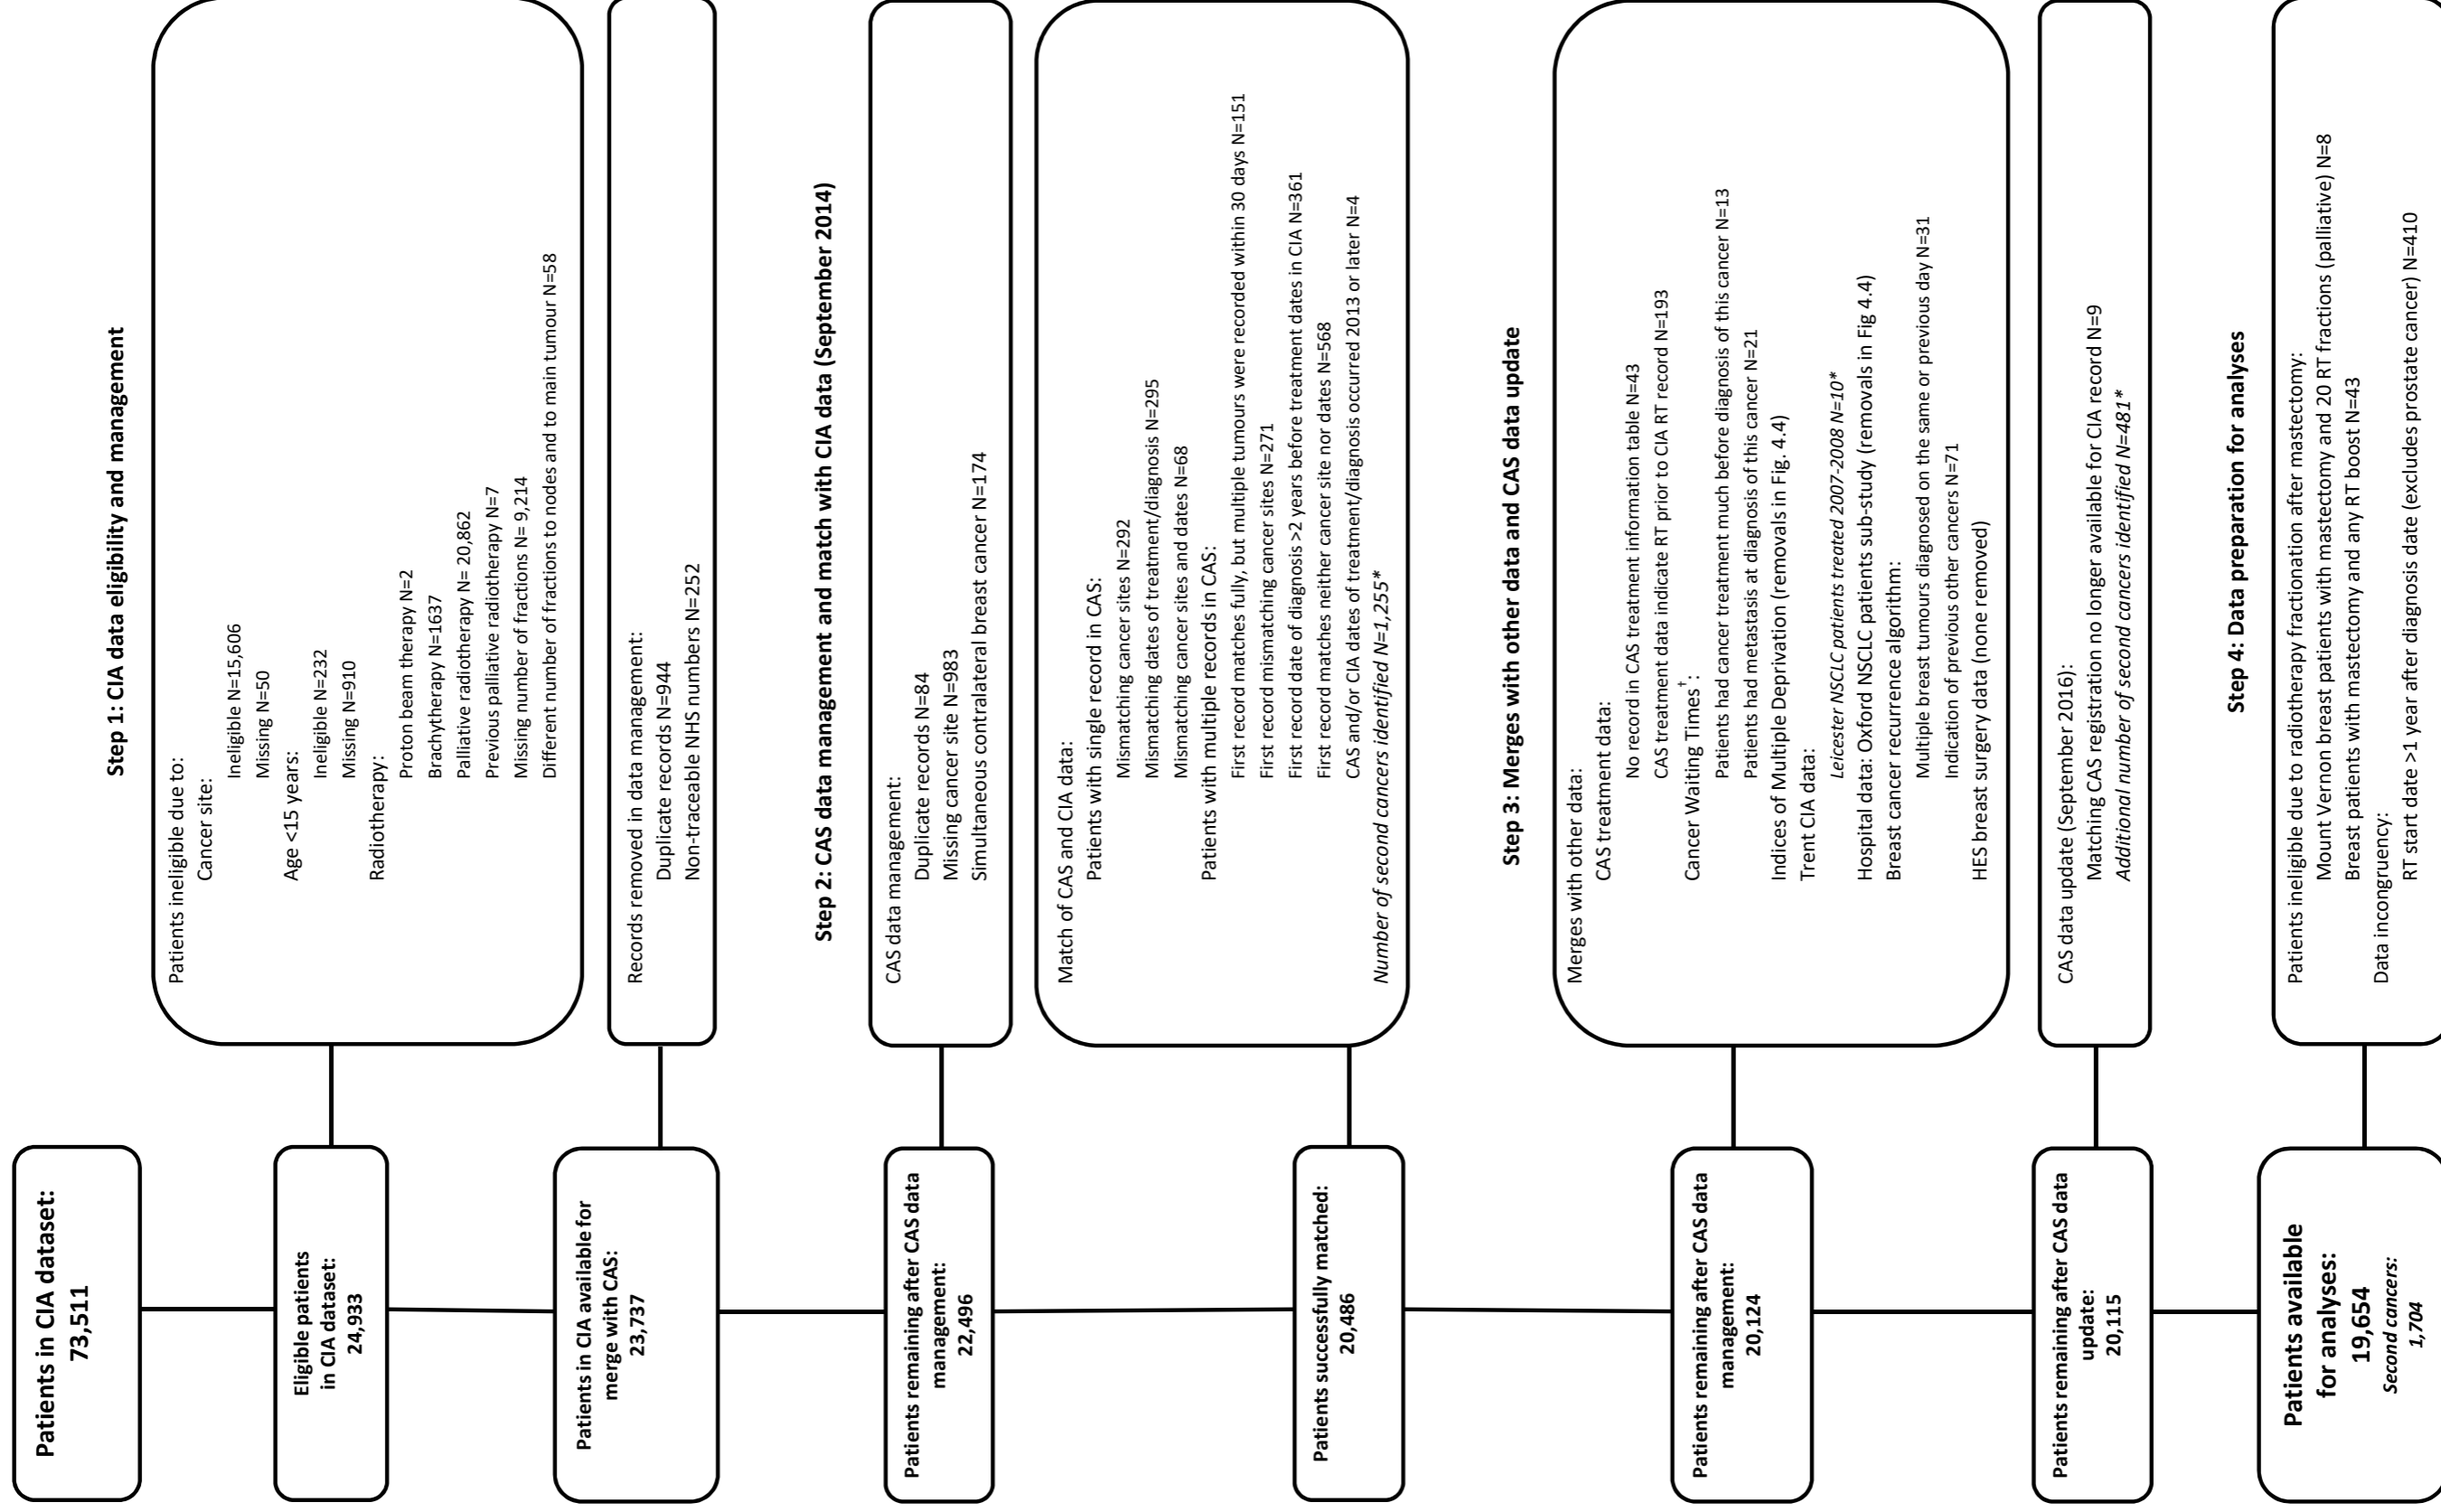 Patients in CIA dataset:
73,511
Step 1: CIA data eligibility and management
Eligible patients
in CIA dataset:
24,933
Patients ineligible due to:
Cancer site:
Ineligible N=15,606
Missing N=50
Age <15 years:
Ineligible N=232
Missing N=910
Radiotherapy:
Proton beam therapy N=2
Brachytherapy N=1637
Palliative radiotherapy N= 20,862
Previous palliative radiotherapy N=7
Missing number of fractions N= 9,214
Different number of fractions to nodes and to main tumour N=58
Patients in CIA available for
merge with CAS:
23,737
Records removed in data management:
Duplicate records N=944
Non-traceable NHS numbers N=252
Step 2: CAS data management and match with CIA data (September 2014)
Patients remaining after CAS data
management:
22,496
CAS data management:
Duplicate records N=84
Missing cancer site N=983
Simultaneous contralateral breast cancer N=174
Patients successfully matched:
20,486
Match of CAS and CIA data:
Patients with single record in CAS:
Mismatching cancer sites N=292
Mismatching dates of treatment/diagnosis N=295
Mismatching cancer sites and dates N=68
Patients with multiple records in CAS:
First record matches fully, but multiple tumours were recorded within 30 days N=151
First record mismatching cancer sites N=271
First record date of diagnosis >2 years before treatment dates in CIA N=361
First record matches neither cancer site nor dates N=568
CAS and/or CIA dates of treatment/diagnosis occurred 2013 or later N=4
Number of second cancers identified N=1,255*
Step 3: Merges with other data and CAS data update
Patients remaining after CAS data
management:
20,124
Merges with other data:
CAS treatment data:
No record in CAS treatment information table N=43
CAS treatment data indicate RT prior to CIA RT record N=193
Cancer Waiting Times†:
Patients had cancer treatment much before diagnosis of this cancer N=13
Patients had metastasis at diagnosis of this cancer N=21
Indices of Multiple Deprivation (removals in Fig. 4.4)
Trent CIA data:
Leicester NSCLC patients treated 2007-2008 N=10*
Hospital data: Oxford NSCLC patients sub-study (removals in Fig 4.4)
Breast cancer recurrence algorithm:
Multiple breast tumours diagnosed on the same or previous day N=31
Indication of previous other cancers N=71
HES breast surgery data (none removed)
Patients remaining after CAS data
update:
20,115
CAS data update (September 2016):
Matching CAS registration no longer available for CIA record N=9
Additional number of second cancers identified N=481*
Step 4: Data preparation for analyses
Patients available
for analyses:
19,654
Second cancers:
1,704
Patients ineligible due to radiotherapy fractionation after mastectomy:
Mount Vernon breast patients with mastectomy and 20 RT fractions (palliative) N=8
Breast patients with mastectomy and any RT boost N=43
Data incongruency:
RT start date >1 year after diagnosis date (excludes prostate cancer) N=410